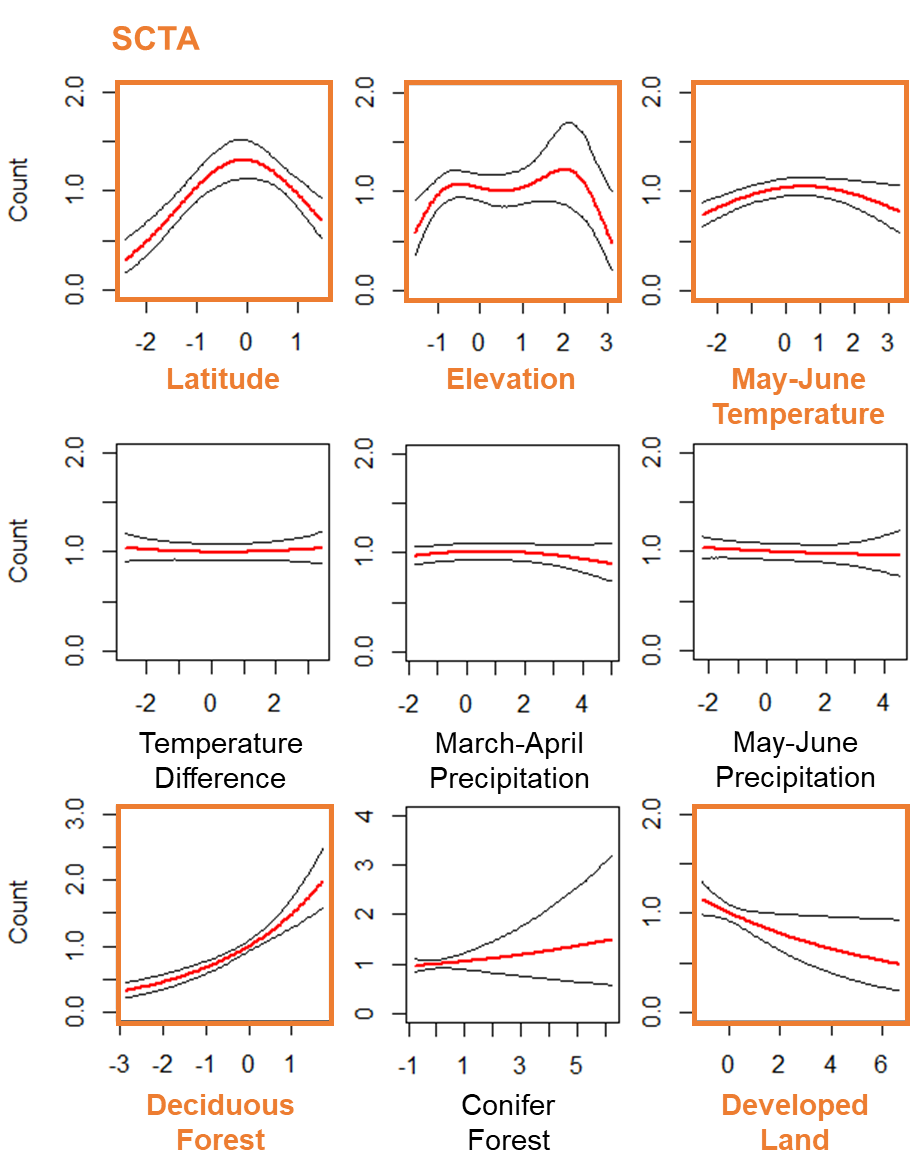 SCTA
Count
2.0
1.0
0.0
-2 -1 0 1
Latitude
2.0
1.0
0.0
-1 0 1 2 3
Elevation
2.0
1.0
0.0
-2 0 1 2 3
May-June
Temperature
Count
2.0
1.0
0.0
-2 0 2
Temperature
Difference
2.0
1.0
0.0
-2 0 2 4
March-April
Precipitation
2.0
1.0
0.0
-2 0 2 4
May-June
Precipitation
Count
3.0
2.0
1.0
0.0
-3 -2 -1 0 1
Deciduous
Forest
4
3
2
1
0
-1 1 3 5
Conifer
Forest
2.0
1.0
0.0
0 2 4 6
Developed
Land